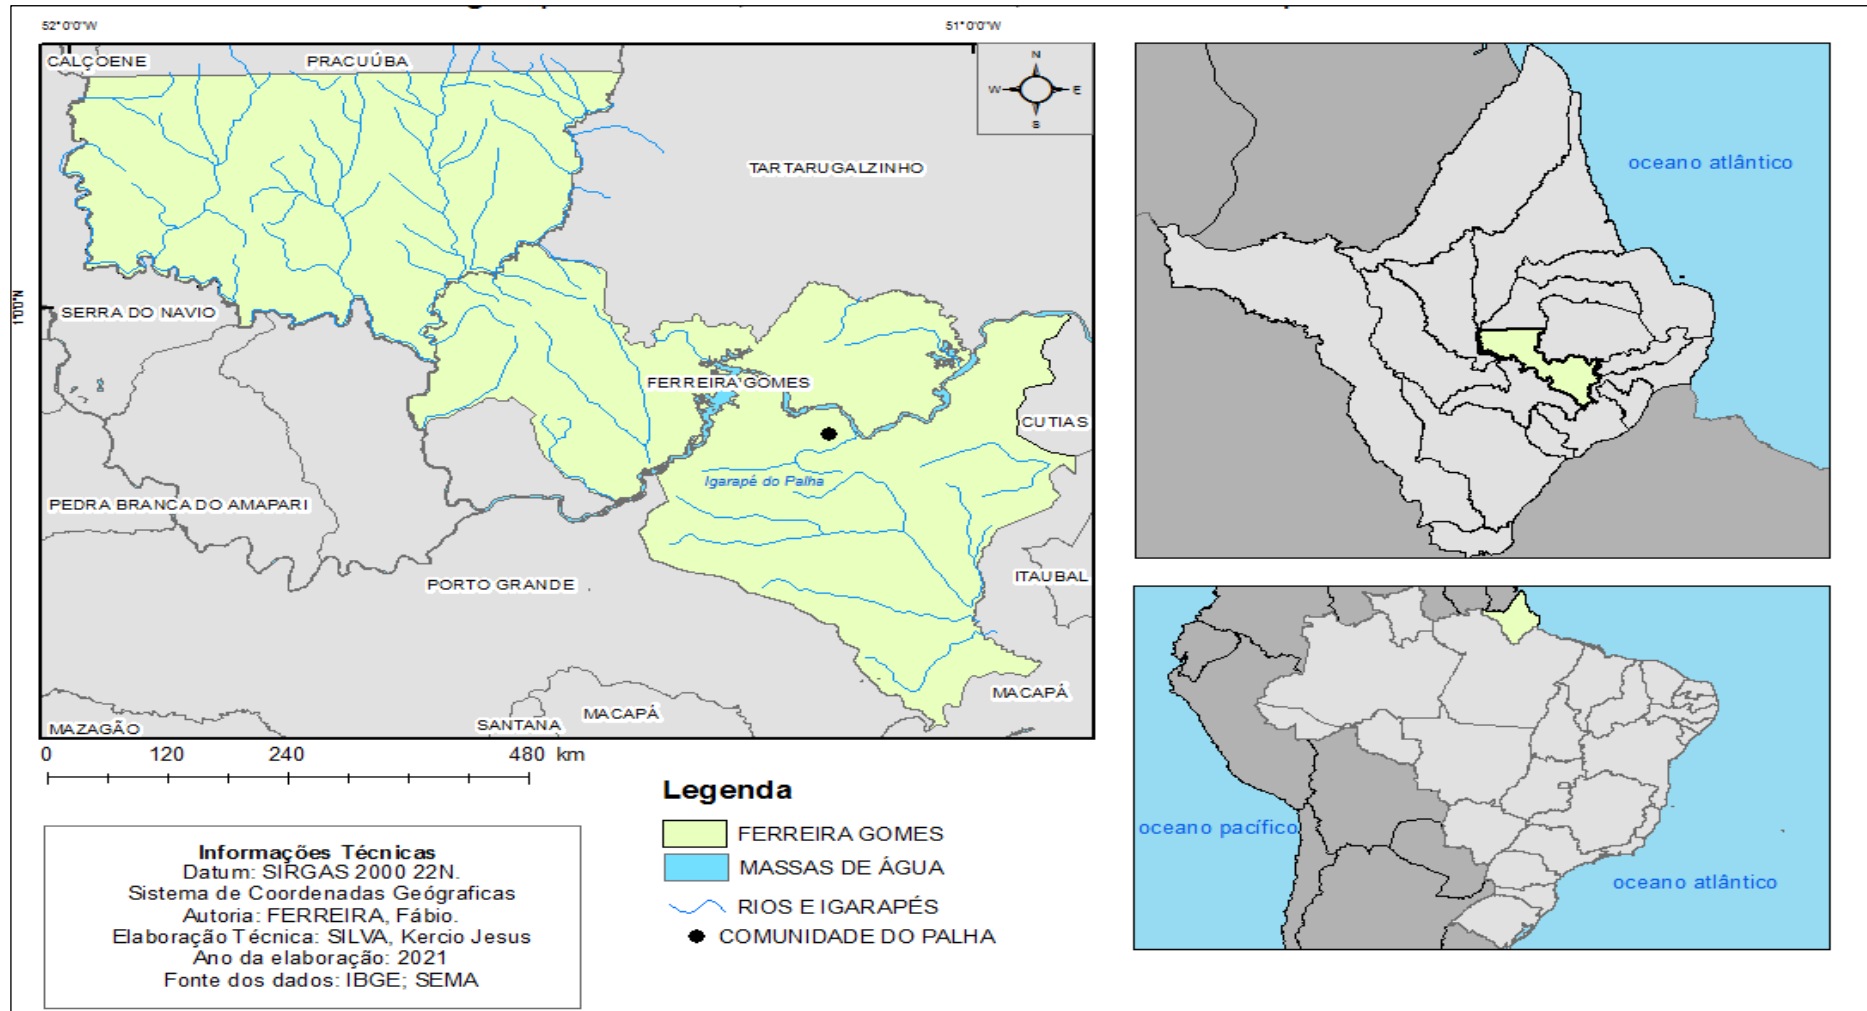 52°0'0"W
51°0'0"W
CALÇOENE
PRACUÚBA
N
W
E
S
TARTARUGALZINHO
1°0'0"N
SERRA DO NAVIO
FERREIRA GOMES
CUTIAS
Igarapé do Palha
PEDRA BRANCA DO AMAPARI
PORTO GRANDE
ITAUBAL
MACAPÁ
MACAPÁ
SANTANA
MAZAGÃO
0 120 240 480 km
oceano atlântico
oceano pacífico
oceano atlântico
Legenda
FERREIRA GOMES
MASSAS DE ÁGUA
RIOS E IGARAPÉS
COMUNIDADE DO PALHA
Informações Técnicas
Datum: SIRGAS 2000 22N.
Sistema de Coordenadas Geógraficas
Autoria: FERREIRA, Fábio.
Elaboração Técnica: SILVA, Kercio Jesus
Ano da elaboração: 2021
Fonte dos dados: IBGE; SEMA